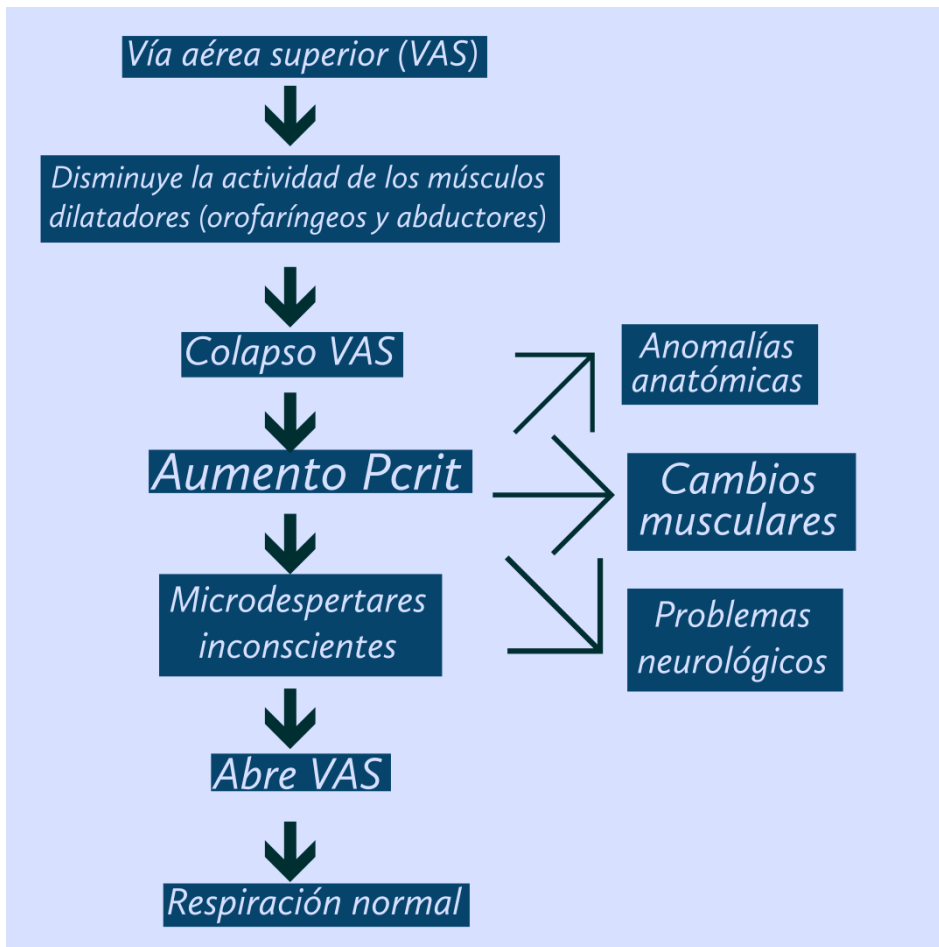 Vía aérea superior (VAS)
Disminuye la actividad de los músculos
dilatadores (orofaríngeos y abductores)
Colapso VAS
Anomalías
anatómicas
Aumento Pcrit
Cambios
musculares
Microdespertares
inconscientes
Problemas
neurológicos
Abre VAS
Respiración normal